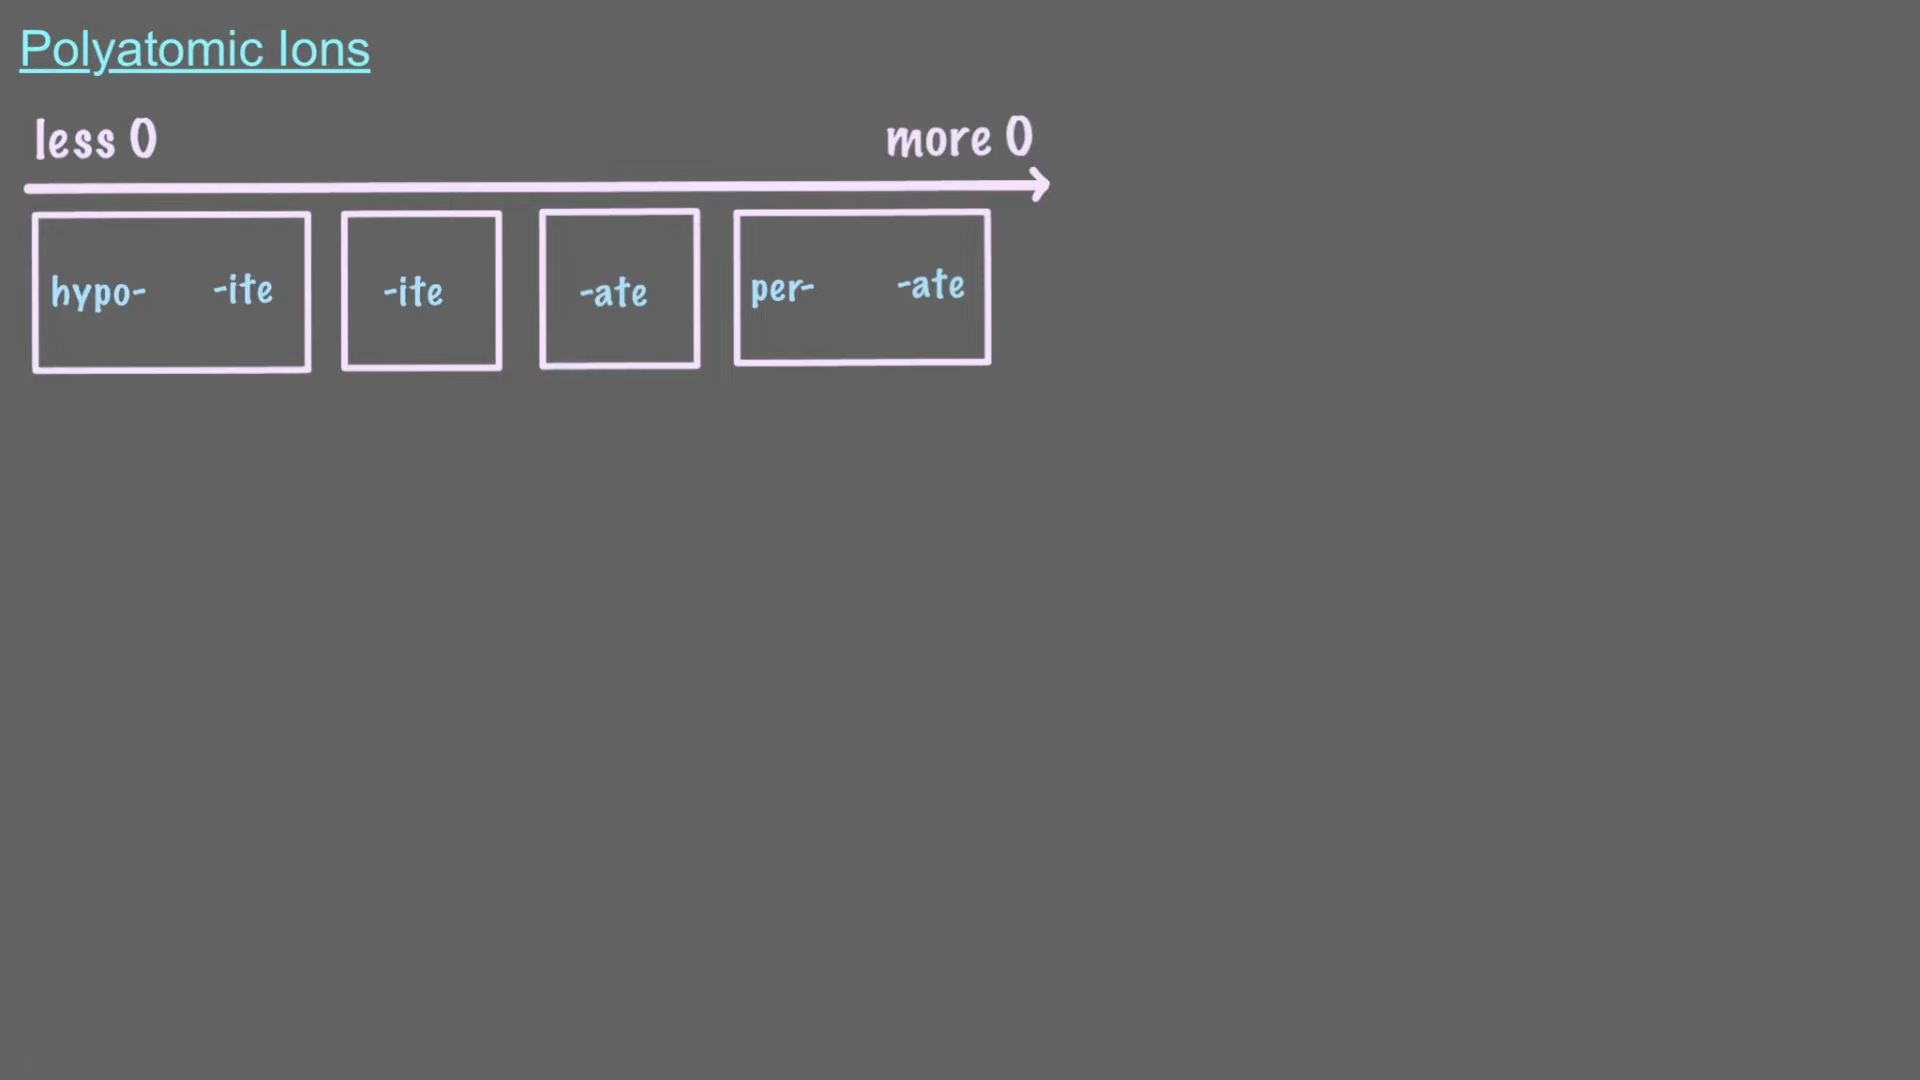 Polyatomic Ions
less O more O
hypo- -ite -ite -ate per- -ate